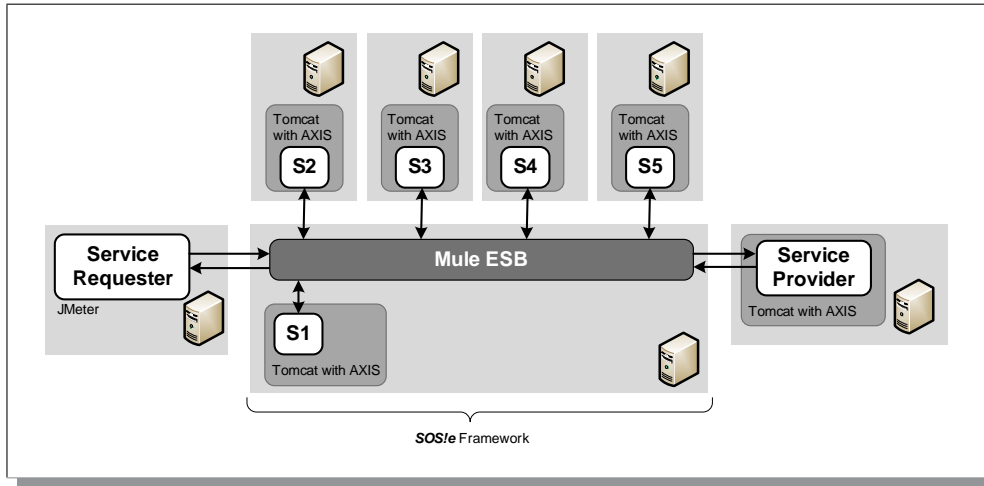 Tomcat
with AXIS
S2
Tomcat
with AXIS
S3
Tomcat
with AXIS
S4
Tomcat
with AXIS
S5
Service
Requester
JMeter
Mule ESB
Service
Provider
Tomcat with AXIS
S1
Tomcat with AXIS
SOS!e Framework